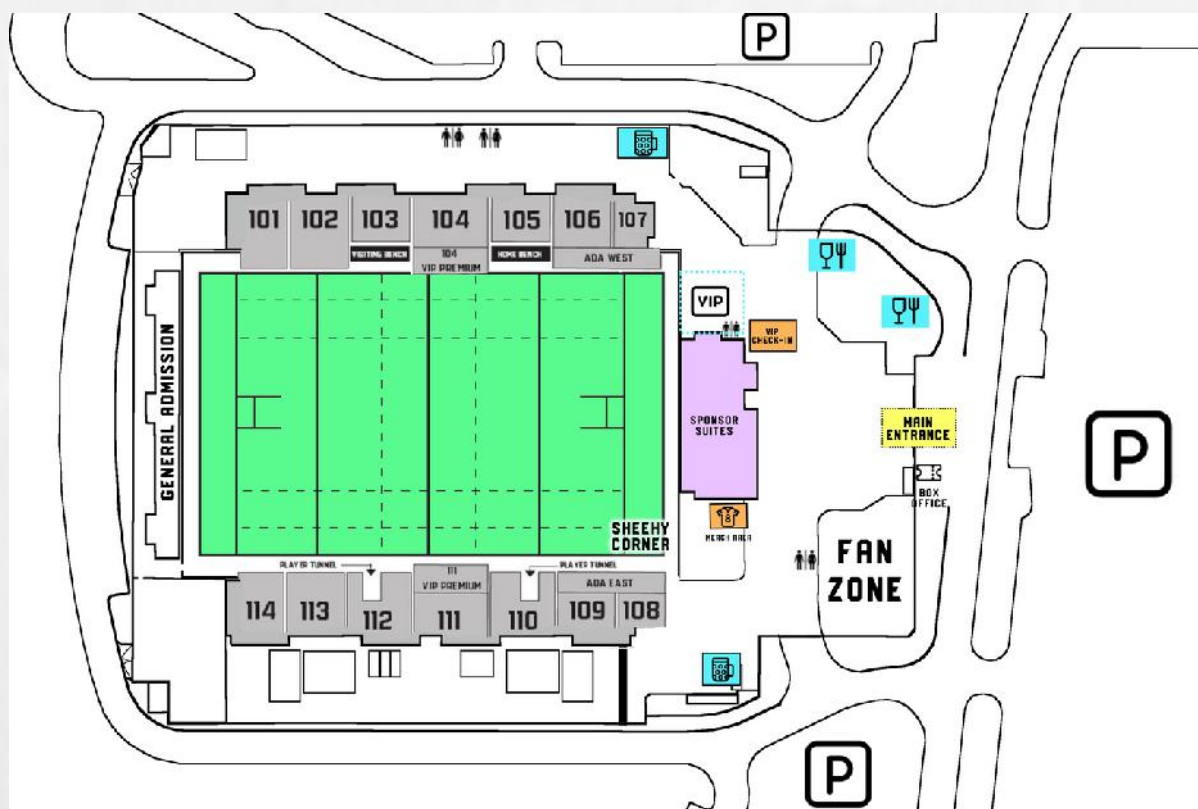 P
101
102
103
104
105
106
107
VISITING BENCH
104
VIP PREMIUM
HOME BENCH
ADA WEST
VIP
VIP
CHECK-IN
GENERAL ADMISSION
SPONSOR
SUITES
MAIN
ENTRANCE
P
BOX
OFFICE
SHEEHY
CORNER
MERCH AREA
FAN
ZONE
PLAYER TUNNEL
PLAYER TUNNEL
111
VIP PREMIUM
ADA EAST
114
113
112
111
110
109
108
P